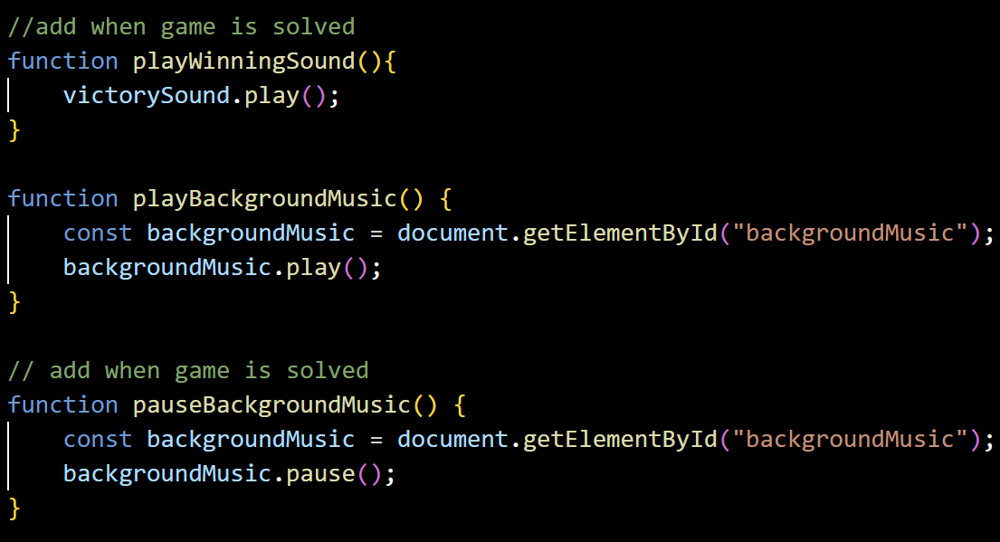 //add when game is solved
function playWinningSound(){
    victorySound.play();
}
function playBackgroundMusic() {
    const backgroundMusic = document.getElementById("backgroundMusic");
    backgroundMusic.play();
}
// add when game is solved
function pauseBackgroundMusic() {
    const backgroundMusic = document.getElementById("backgroundMusic");
    backgroundMusic.pause();
}